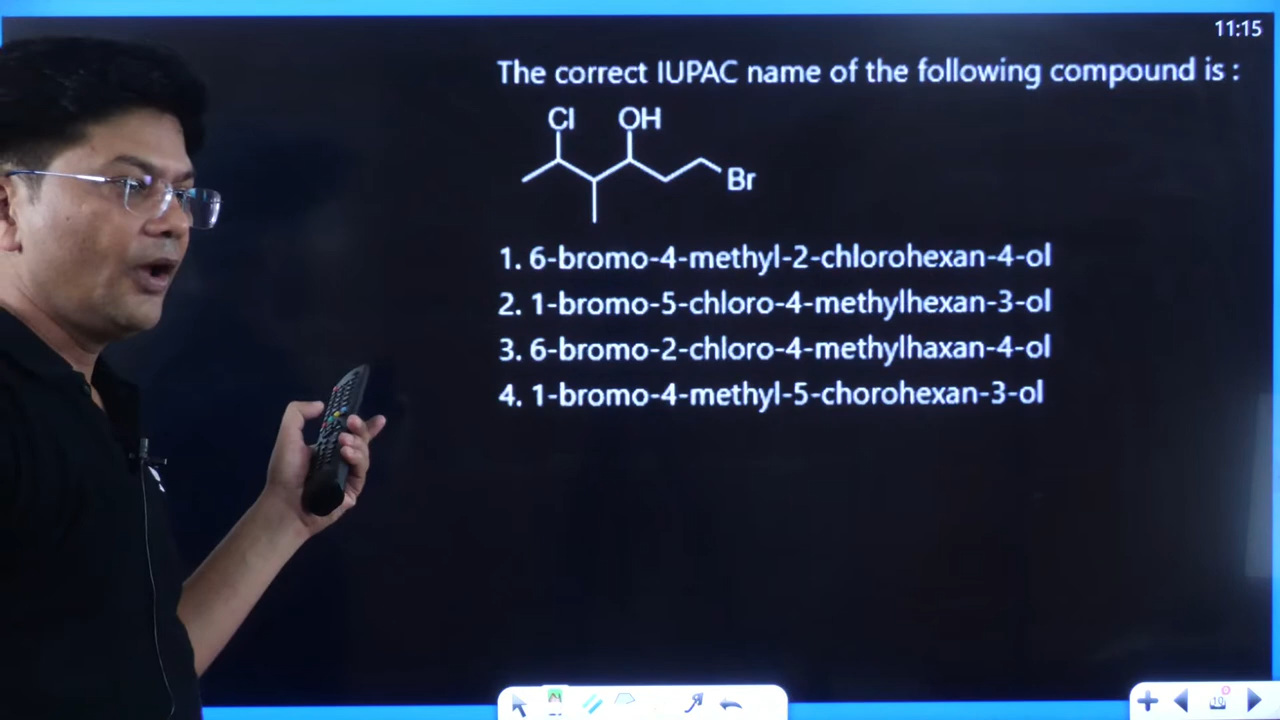 11:15
The correct IUPAC name of the following compound is :
Cl OH
Br
1. 6-bromo-4-methyl-2-chlorohexan-4-ol
2. 1-bromo-5-chloro-4-methylhexan-3-ol
3. 6-bromo-2-chloro-4-methylhaxan-4-ol
4. 1-bromo-4-methyl-5-chorohexan-3-ol